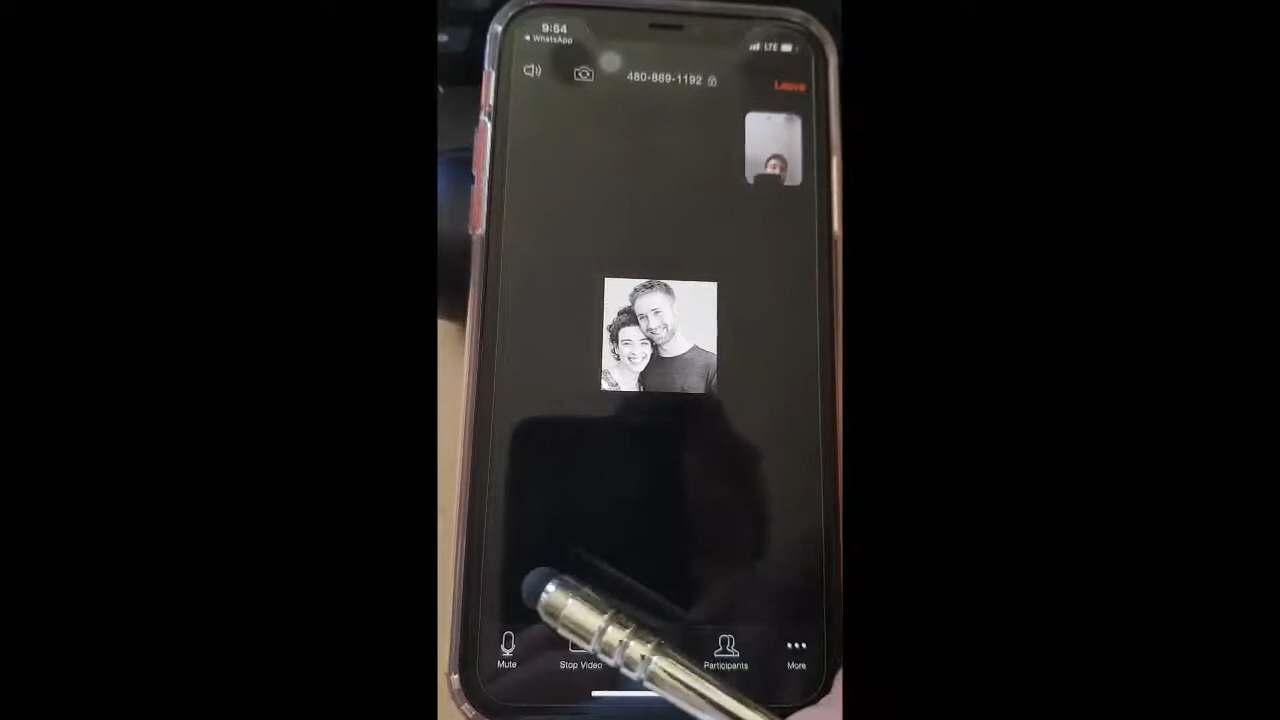 9:54
WhatsApp
LTE
480-869-1192
Leave
Mute
Stop Video
Participants
More